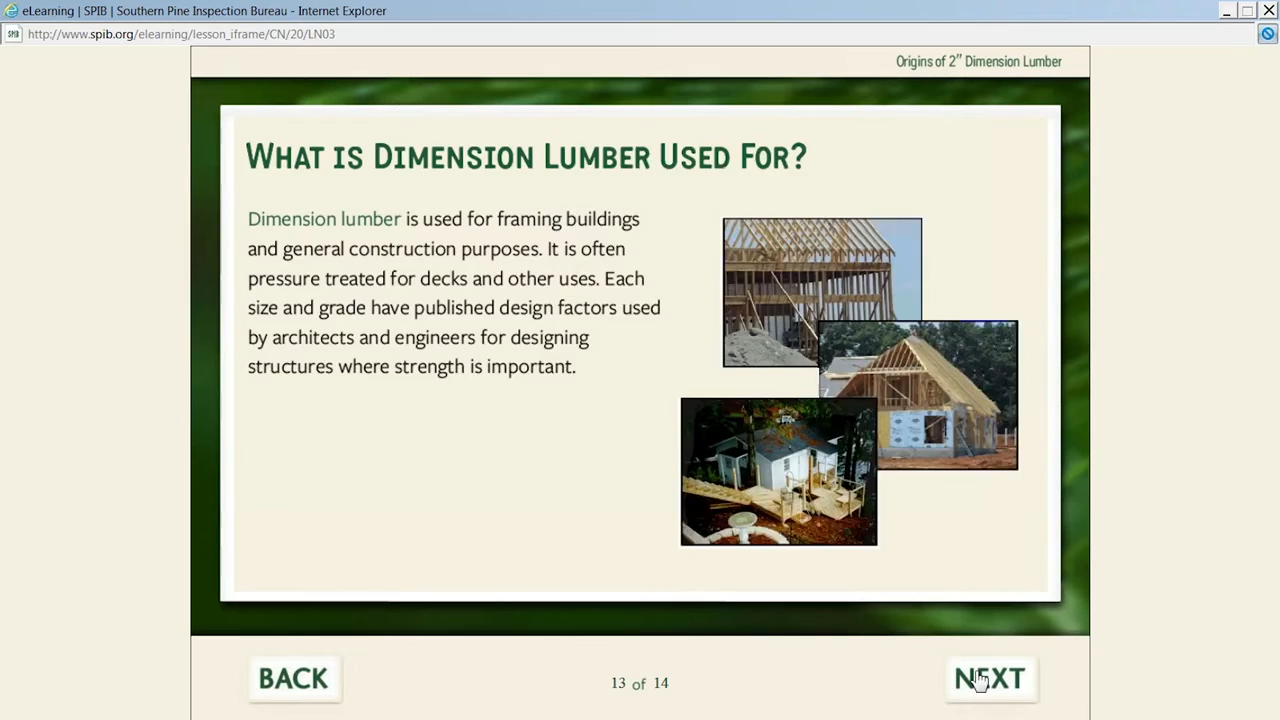 eLearning | SPIB | Southern Pine Inspection Bureau - Internet Explorer
SPIB http://www.spib.org/elearning/lesson_iframe/CN/20/LN03
Origins of 2" Dimension Lumber
WHAT IS DIMENSION LUMBER USED FOR?
Dimension lumber is used for framing buildings
and general construction purposes. It is often
pressure treated for decks and other uses. Each
size and grade have published design factors used
by architects and engineers for designing
structures where strength is important.
BACK
13 of 14
NEXT